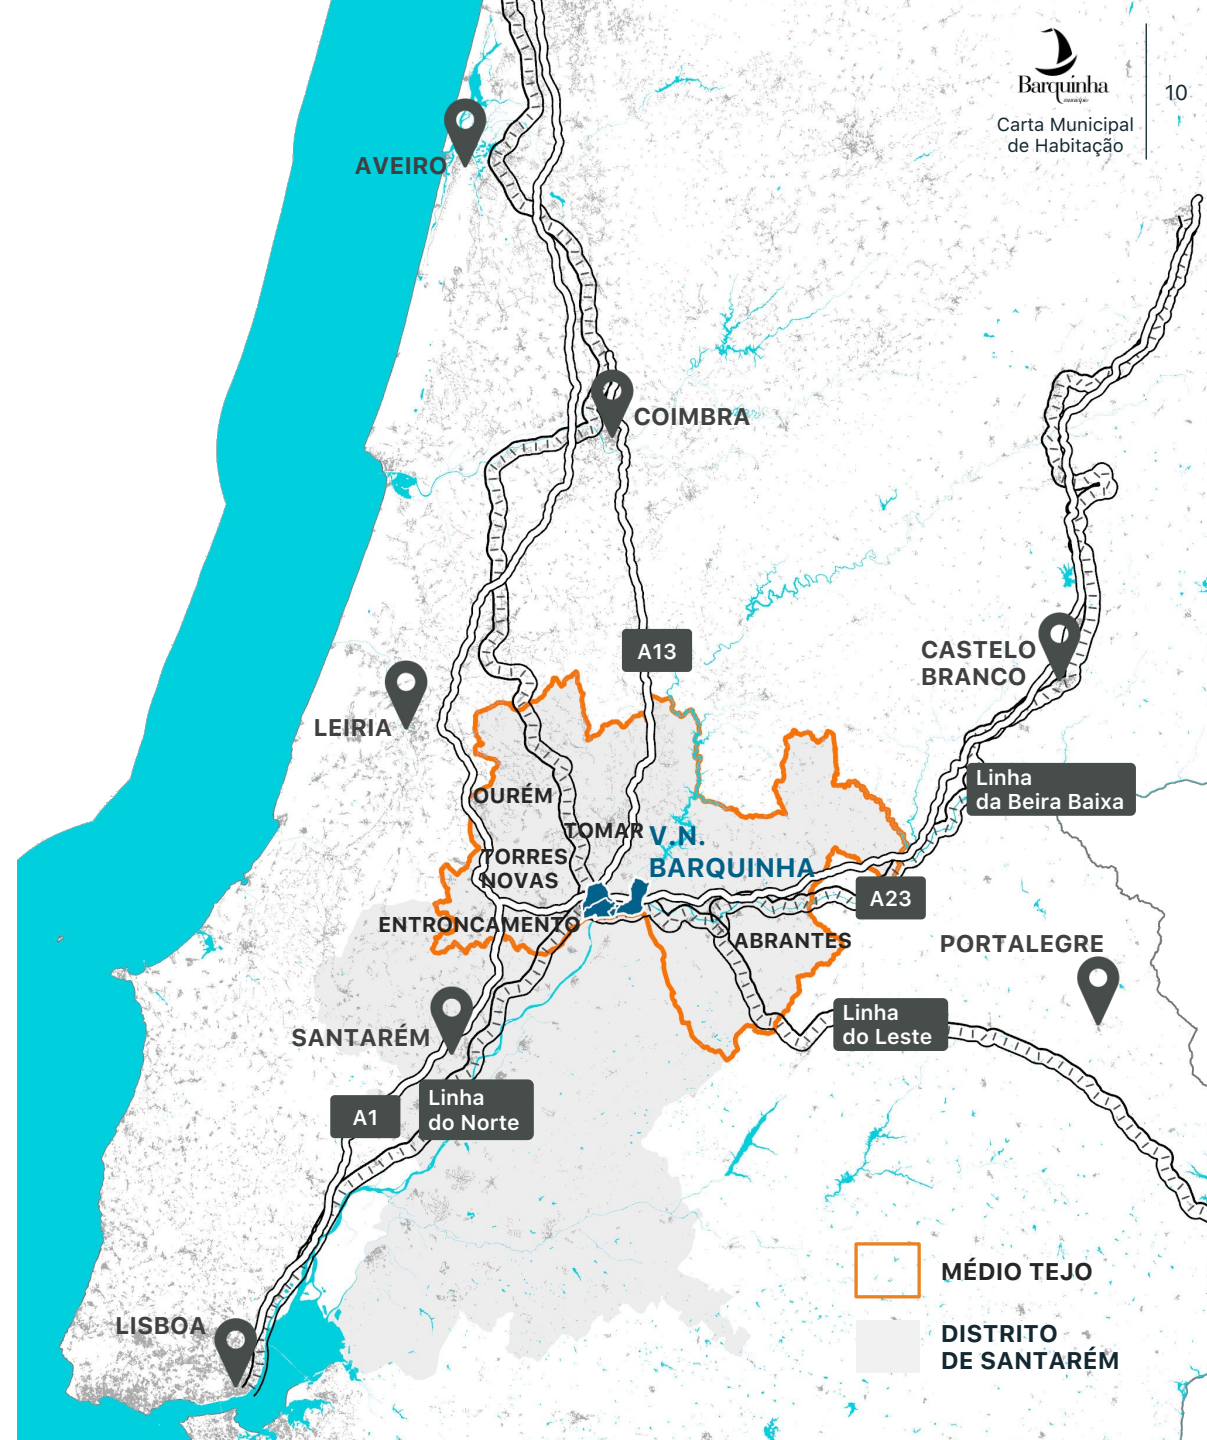 Barquinha
município
Carta Municipal
de Habitação
10
AVEIRO
COIMBRA
A13
CASTELO
BRANCO
LEIRIA
Linha
da Beira Baixa
OURÉM
TOMAR
V.N.
BARQUINHA
TORRES
NOVAS
A23
ENTRONCAMENTO
ABRANTES
PORTALEGRE
SANTARÉM
Linha
do Leste
A1
Linha
do Norte
MÉDIO TEJO
LISBOA
DISTRITO
DE SANTARÉM